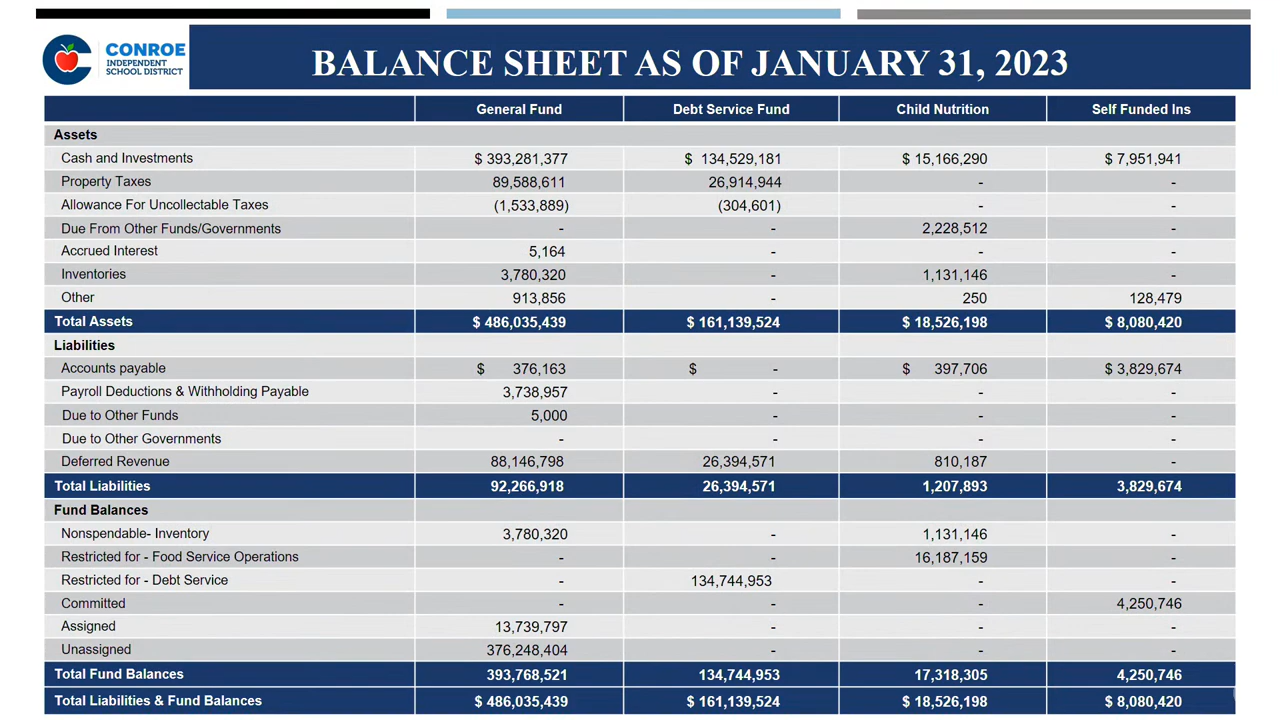 CONROE
INDEPENDENT
SCHOOL DISTRICT
BALANCE SHEET AS OF JANUARY 31, 2023
General Fund Debt Service Fund Child Nutrition Self Funded Ins
Assets
Cash and Investments $ 393,281,377 $ 134,529,181 $ 15,166,290 $ 7,951,941
Property Taxes 89,588,611 26,914,944 - -
Allowance For Uncollectable Taxes (1,533,889) (304,601) - -
Due From Other Funds/Governments - - 2,228,512 -
Accrued Interest 5,164 - - -
Inventories 3,780,320 - 1,131,146 -
Other 913,856 - 250 128,479
Total Assets $ 486,035,439 $ 161,139,524 $ 18,526,198 $ 8,080,420
Liabilities
Accounts payable $ 376,163 $ - $ 397,706 $ 3,829,674
Payroll Deductions & Withholding Payable 3,738,957 - - -
Due to Other Funds 5,000 - - -
Due to Other Governments - - - -
Deferred Revenue 88,146,798 26,394,571 810,187 -
Total Liabilities 92,266,918 26,394,571 1,207,893 3,829,674
Fund Balances
Nonspendable- Inventory 3,780,320 - 1,131,146 -
Restricted for - Food Service Operations - - 16,187,159 -
Restricted for - Debt Service - 134,744,953 - -
Committed - - - 4,250,746
Assigned 13,739,797 - - -
Unassigned 376,248,404 - - -
Total Fund Balances 393,768,521 134,744,953 17,318,305 4,250,746
Total Liabilities & Fund Balances $ 486,035,439 $ 161,139,524 $ 18,526,198 $ 8,080,420